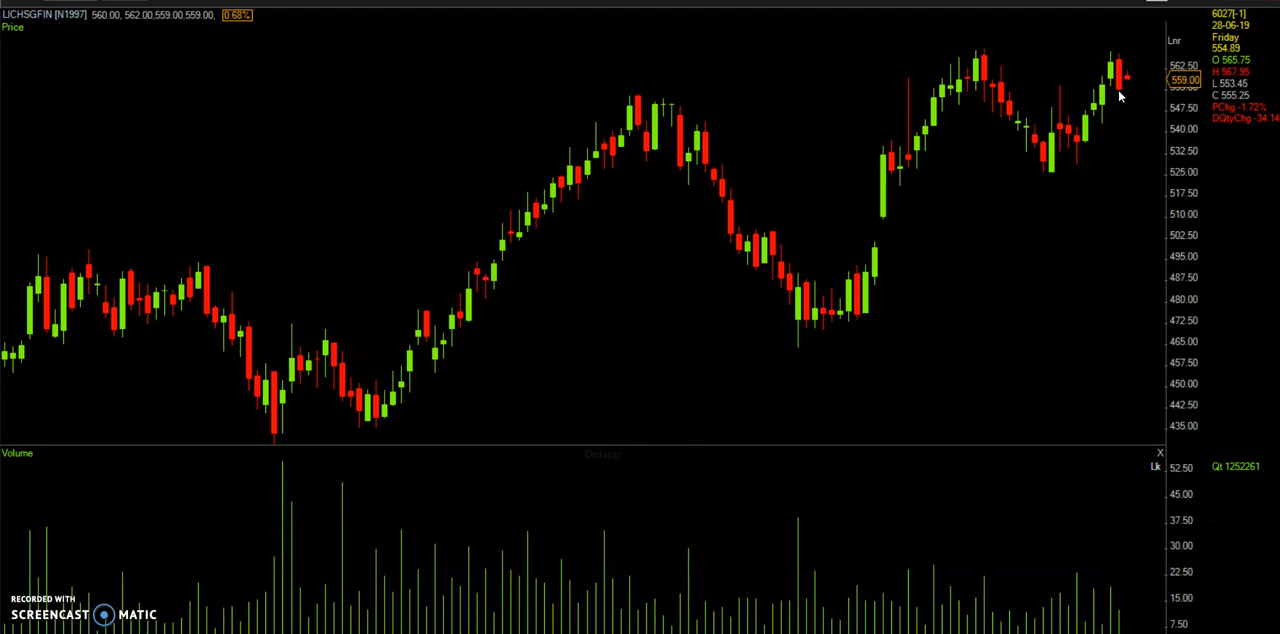 LICHSGFIN [N1997] 560.00, 562.00,559.00,559.00, 0.68%
Price
Lnr
562.50
559.00
547.50
540.00
532.50
525.00
517.50
510.00
502.50
495.00
487.50
480.00
472.50
465.00
457.50
450.00
442.50
435.00
6027[-1]
28-06-19
Friday
554.89
O 565.75
H 567.95
L 553.45
C 555.25
PChg -1.72%
DQtyChg -34.14
Volume
Delstar
X
Lk
52.50
45.00
37.50
30.00
22.50
15.00
7.50
Qt 1252261
RECORDED WITH
SCREENCAST MATIC